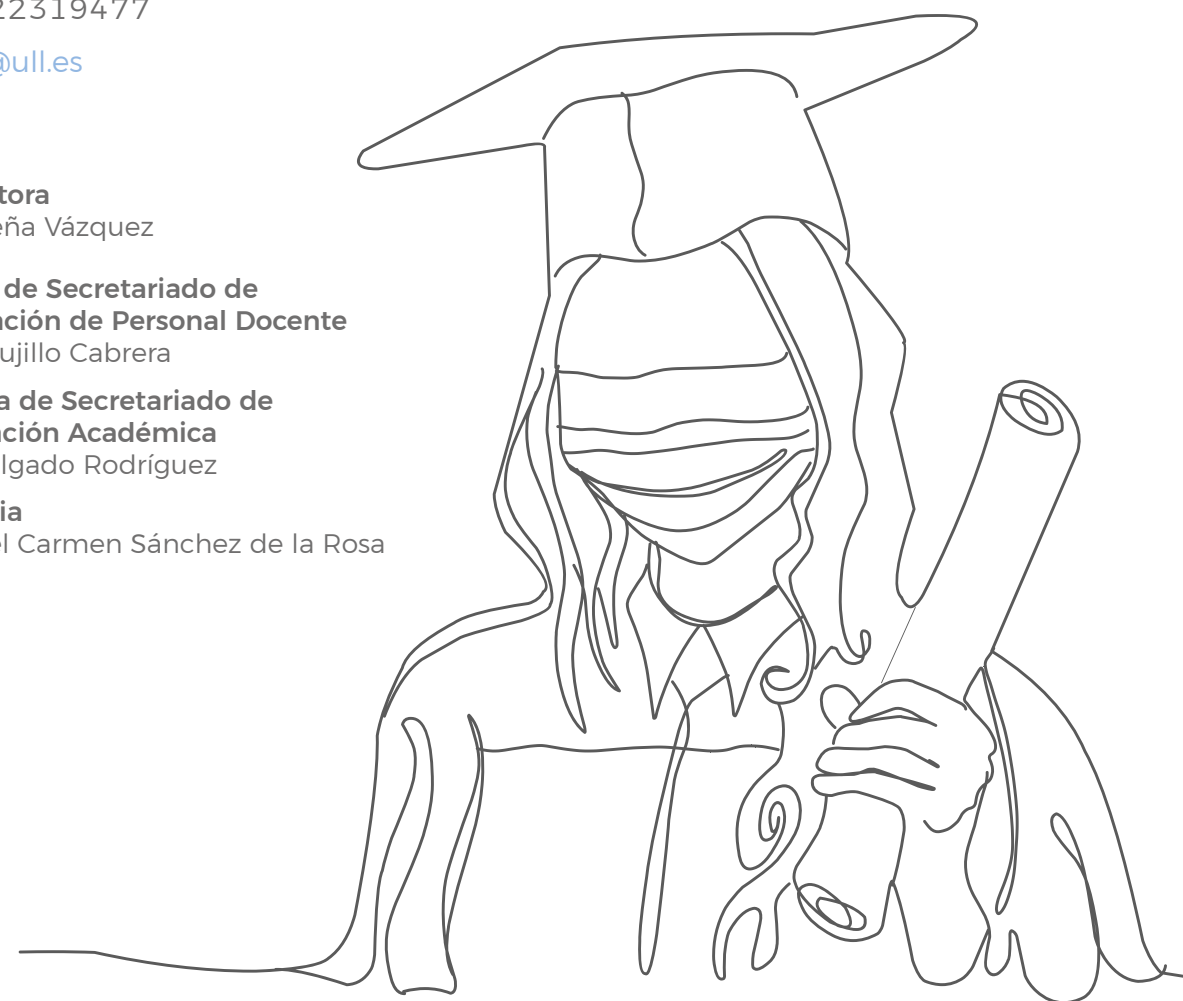 22319477
@ull.es
tora
eña Vázquez
de Secretariado de
ación de Personal Docente
ujillo Cabrera
a de Secretariado de
ación Académica
lgado Rodríguez
ia
el Carmen Sánchez de la Rosa